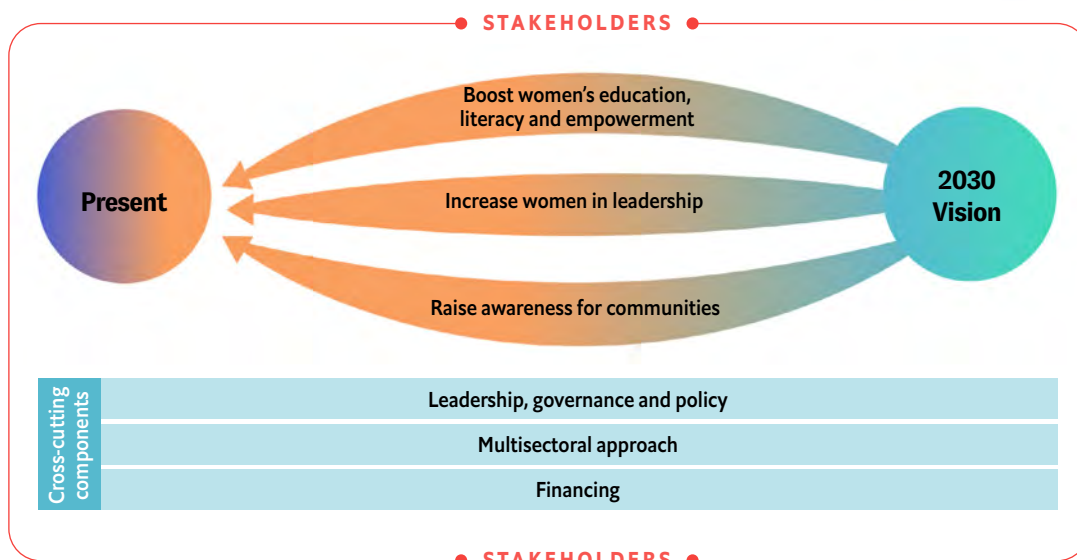 STAKEHOLDERS
Boost women’s education,
literacy and empowerment
Present
Increase women in leadership
2030
Vision
Raise awareness for communities
Cross-cutting
components
Leadership, governance and policy
Multisectoral approach
Financing
STAKEHOLDERS